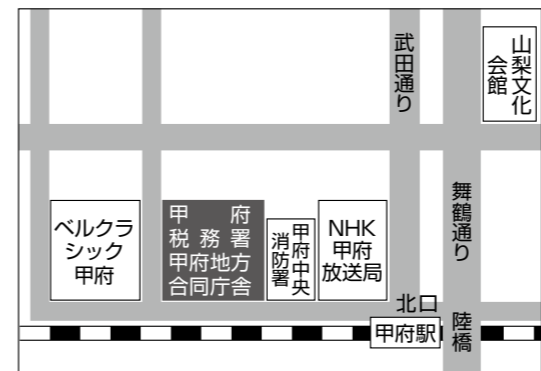 武田通り
山梨文化
会館
舞鶴通り
ベルクラ
シック
甲府
甲府
税務署
甲府地方
合同庁舎
甲府中央
消防署
NHK
甲府
放送局
北口
甲府駅
陸橋